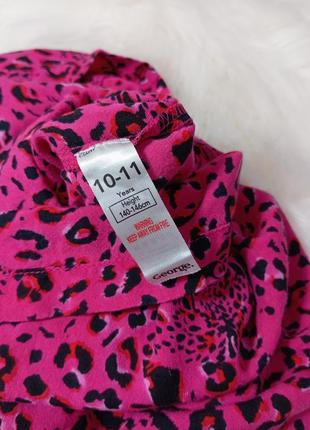 10-11
Years
Height
140-146cm
WARNING
KEEP AWAY FROM FIRE
George.